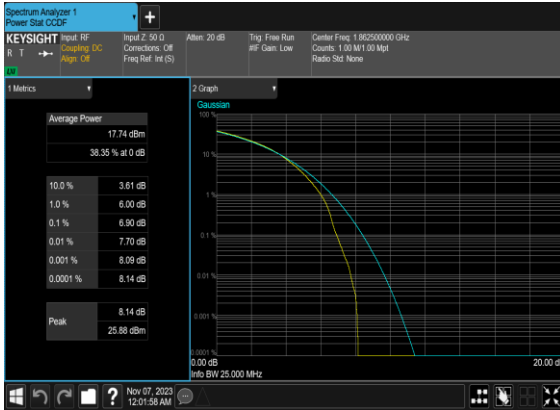 Spectrum Analyzer 1
Power Stat CCDF
KEYSIGHT
R T
Input: RF
Coupling: DC
Align: Off
Input Z: 50 Ω
Corrections: Off
Freq Ref: Int (S)
Atten: 20 dB
Trig: Free Run
#IF Gain: Low
Center Freq: 1.862500000 GHz
Counts: 1.00 M/1.00 Mpt
Radio Std: None
1 Metrics
Average Power
17.74 dBm
38.35 % at 0 dB
10.0 % 3.61 dB
1.0 % 6.00 dB
0.1 % 6.90 dB
0.01 % 7.70 dB
0.001 % 8.09 dB
0.0001 % 8.14 dB
Peak
8.14 dB
25.88 dBm
2 Graph
Gaussian
100 %
10 %
1 %
0.1 %
0.01 %
0.001 %
0.0001 %
0.00 dB
20.00 d
Info BW 25.000 MHz
?
Nov 07, 2023
12:01:58 AM